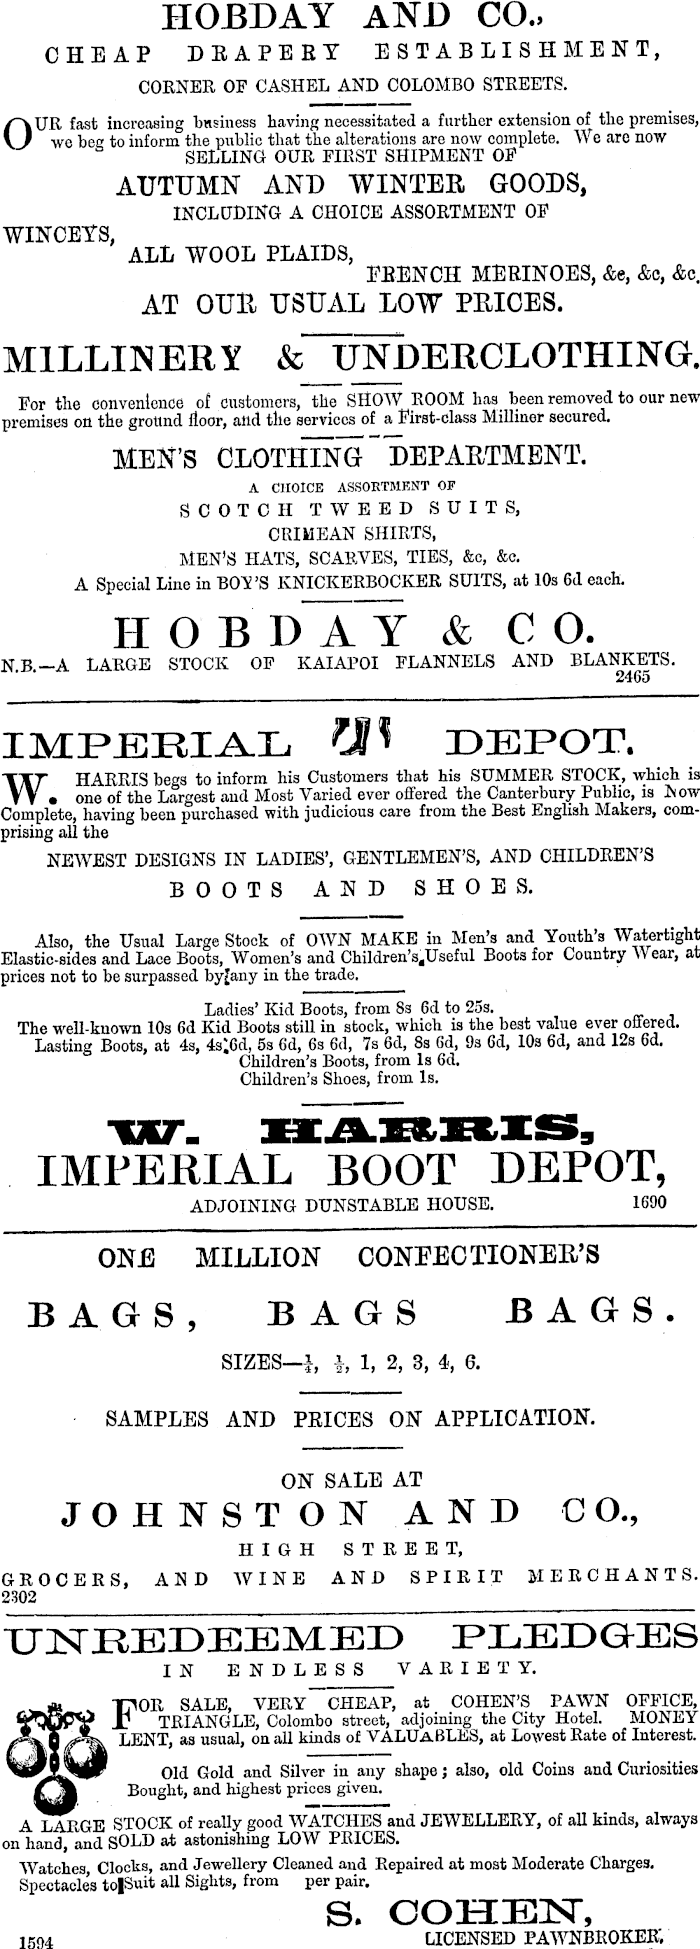 HOBDAY AND CO.,
CHEAP DRAPERY ESTABLISHMENT,
CORNER OF CASHEL AND COLOMBO STREETS.
OUR fast increasing business having necessitated a further extension of the premises,
we beg to inform the public that the alterations are now complete. We are now
SELLING OUR FIRST SHIPMENT OF
AUTUMN AND WINTER GOODS,
INCLUDING A CHOICE ASSORTMENT OF
WINCEYS,
ALL WOOL PLAIDS,
FRENCH MERINOES, &c, &c, &c.
AT OUR USUAL LOW PRICES.
MILLINERY & UNDERCLOTHING.
For the convenience of customers, the SHOW ROOM has been removed to our new
premises on the ground floor, and the services of a First-class Milliner secured.
MEN'S CLOTHING DEPARTMENT.
A CHOICE ASSORTMENT OF
SCOTCH TWEED SUITS,
CRIMEAN SHIRTS,
MEN'S HATS, SCARVES, TIES, &c, &c.
A Special Line in BOY'S KNICKERBOCKER SUITS, at 10s 6d each.
HOBDAY & CO.
N.B.—A LARGE STOCK OF KAIAPOI FLANNELS AND BLANKETS.
2465
IMPERIAL DEPOT.
W. HARRIS begs to inform his Customers that his SUMMER STOCK, which is
one of the Largest and Most Varied ever offered the Canterbury Public, is Now
Complete, having been purchased with judicious care from the Best English Makers, com-
prising all the
NEWEST DESIGNS IN LADIES', GENTLEMEN'S, AND CHILDREN'S
BOOTS AND SHOES.
Also, the Usual Large Stock of OWN MAKE in Men's and Youth's Watertight
Elastic-sides and Lace Boots, Women's and Children's Useful Boots for Country Wear, at
prices not to be surpassed by any in the trade.
Ladies' Kid Boots, from 8s 6d to 25s.
The well-known 10s 6d Kid Boots still in stock, which is the best value ever offered.
Lasting Boots, at 4s, 4s 6d, 5s 6d, 6s 6d, 7s 6d, 8s 6d, 9s 6d, 10s 6d, and 12s 6d.
Children's Boots, from 1s 6d.
Children's Shoes, from 1s.
W. HARRIS,
IMPERIAL BOOT DEPOT,
ADJOINING DUNSTABLE HOUSE. 1690
ONE MILLION CONFECTIONER'S
BAGS, BAGS BAGS.
SIZES—¼, ½, 1, 2, 3, 4, 6.
SAMPLES AND PRICES ON APPLICATION.
ON SALE AT
JOHNSTON AND CO.,
HIGH STREET,
GROCERS, AND WINE AND SPIRIT MERCHANTS.
2302
UNREDEEMED PLEDGES
IN ENDLESS VARIETY.
FOR SALE, VERY CHEAP, at COHEN'S PAWN OFFICE,
TRIANGLE, Colombo street, adjoining the City Hotel. MONEY
LENT, as usual, on all kinds of VALUABLES, at Lowest Rate of Interest.
Old Gold and Silver in any shape; also, old Coins and Curiosities
Bought, and highest prices given.
A LARGE STOCK of really good WATCHES and JEWELLERY, of all kinds, always
on hand, and SOLD at astonishing LOW PRICES.
Watches, Clocks, and Jewellery Cleaned and Repaired at most Moderate Charges.
Spectacles to Suit all Sights, from per pair.
S. COHEN,
1594 LICENSED PAWNBROKER.